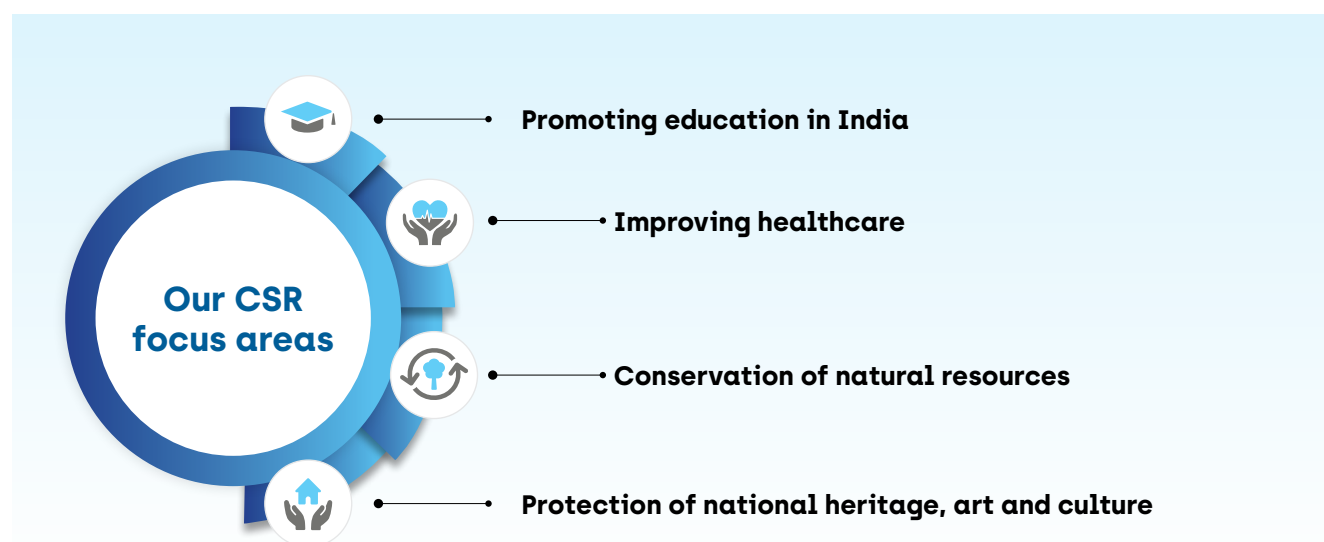 Promoting education in India
Improving healthcare
Our CSR
focus areas
Conservation of natural resources
Protection of national heritage, art and culture